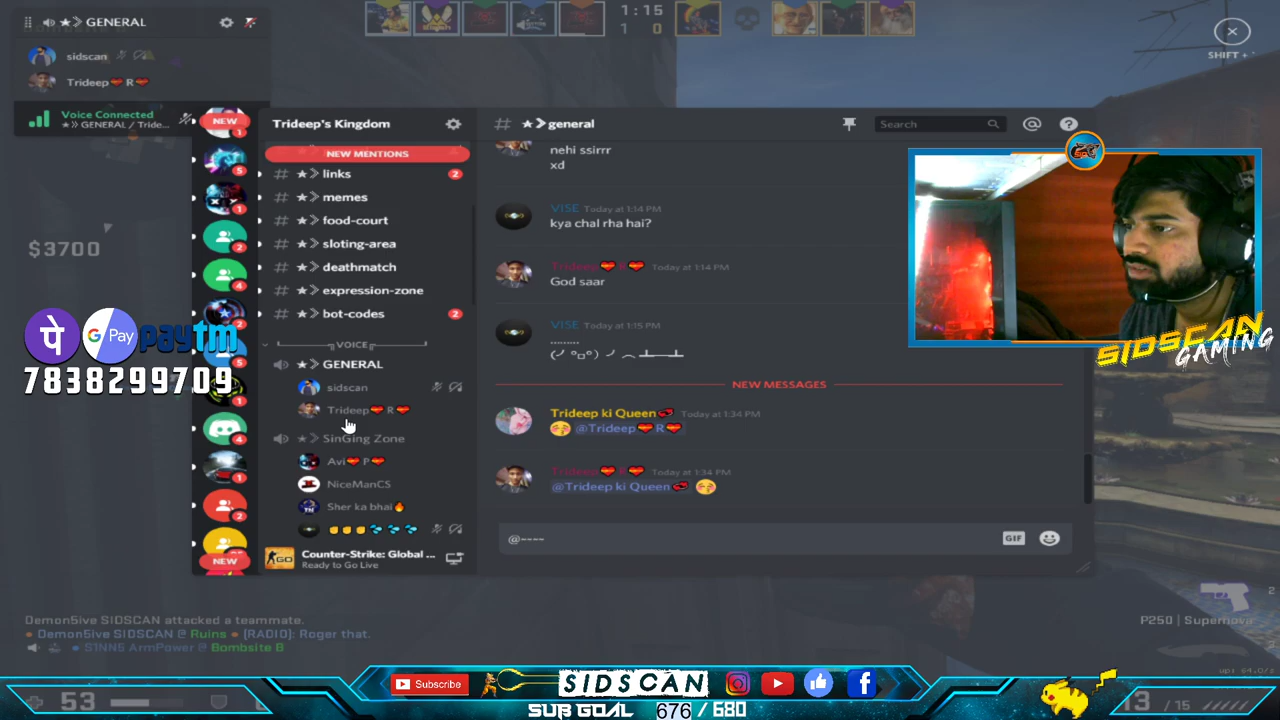 ★》GENERAL
sidscan
Trideep❤️ R❤️
Voice Connected
★》GENERAL / Tride...
1:15
1 0
SHIFT +
$3700
NEW
Trideep's Kingdom
NEW MENTIONS
# ★》links 2
# ★》memes
# ★》food-court
# ★》sloting-area
# ★》deathmatch
# ★》expression-zone
# ★》bot-codes 2
VOICE
★》GENERAL
sidscan
Trideep❤️ R❤️
★》SinGing Zone
Avi❤️ P❤️
NiceManCS
Sher ka bhai🔥
Counter-Strike: Global ...
Ready to Go Live
NEW
# ★》general
Search
nehi ssirrr
xd
VISE Today at 1:14 PM
kya chal rha hai?
Trideep❤️ R❤️ Today at 1:14 PM
God saar
VISE Today at 1:15 PM
.........
(╯°□°）╯︵ ┻━┻
NEW MESSAGES
Trideep ki Queen💋 Today at 1:34 PM
😚 @Trideep❤️ R❤️
Trideep❤️ R❤️ Today at 1:34 PM
@Trideep ki Queen💋 😚
@----
GIF
पे G Pay paytm
7838299709
SIDSCAN
GAMING
Demon5ive SIDSCAN attacked a teammate.
• Demon5ive SIDSCAN @ Ruins • [RADIO]: Roger that.
• S1NN5 ArmPower @ Bombsite B
P250 | Supernova
53
Subscribe
SIDSCAN
SUB GOAL 676 / 680
13 / 15